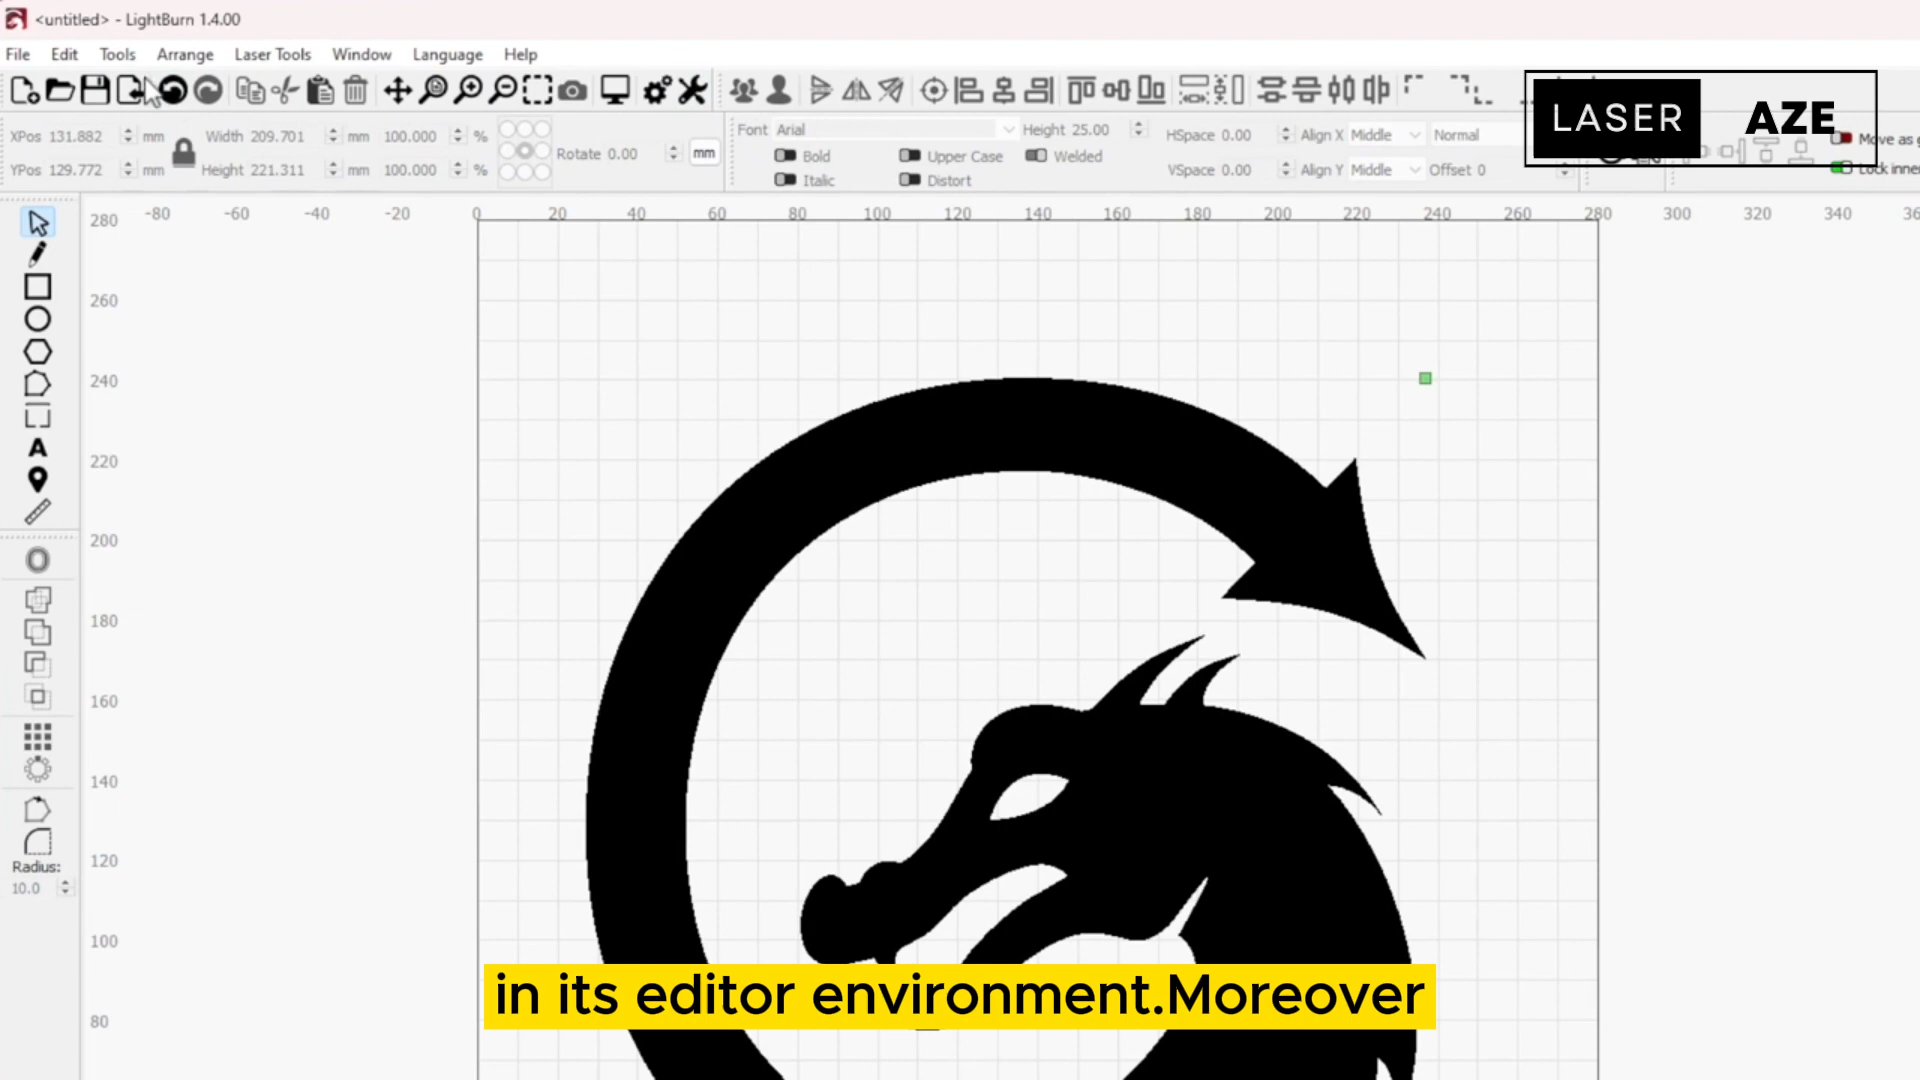 <untitled> - LightBurn 1.4.00
File Edit Tools Arrange Laser Tools Window Language Help
LASER AZE
XPos 131.882 mm Width 209.701 mm 100.000 %
YPos 129.772 mm Height 221.311 mm 100.000 %
Rotate 0.00 mm
Font Arial Height 25.00
Bold Upper Case Welded
Italic Distort
HSpace 0.00 Align X Middle Normal
VSpace 0.00 Align Y Middle Offset 0
Move as
Lock inner
-80 -60 -40 -20 0 20 40 60 80 100 120 140 160 180 200 220 240 260 280 300 320 340
280
260
240
220
200
180
160
140
120
100
80
Radius:
10.0
in its editor environment.Moreover